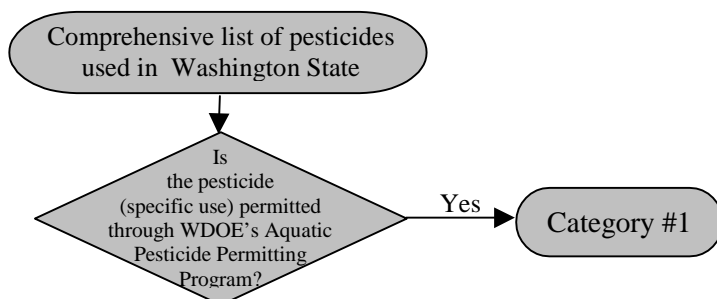 Comprehensive list of pesticides
used in Washington State
Is
the pesticide
(specific use) permitted
through WDOE's Aquatic
Pesticide Permitting
Program?
Yes
Category #1